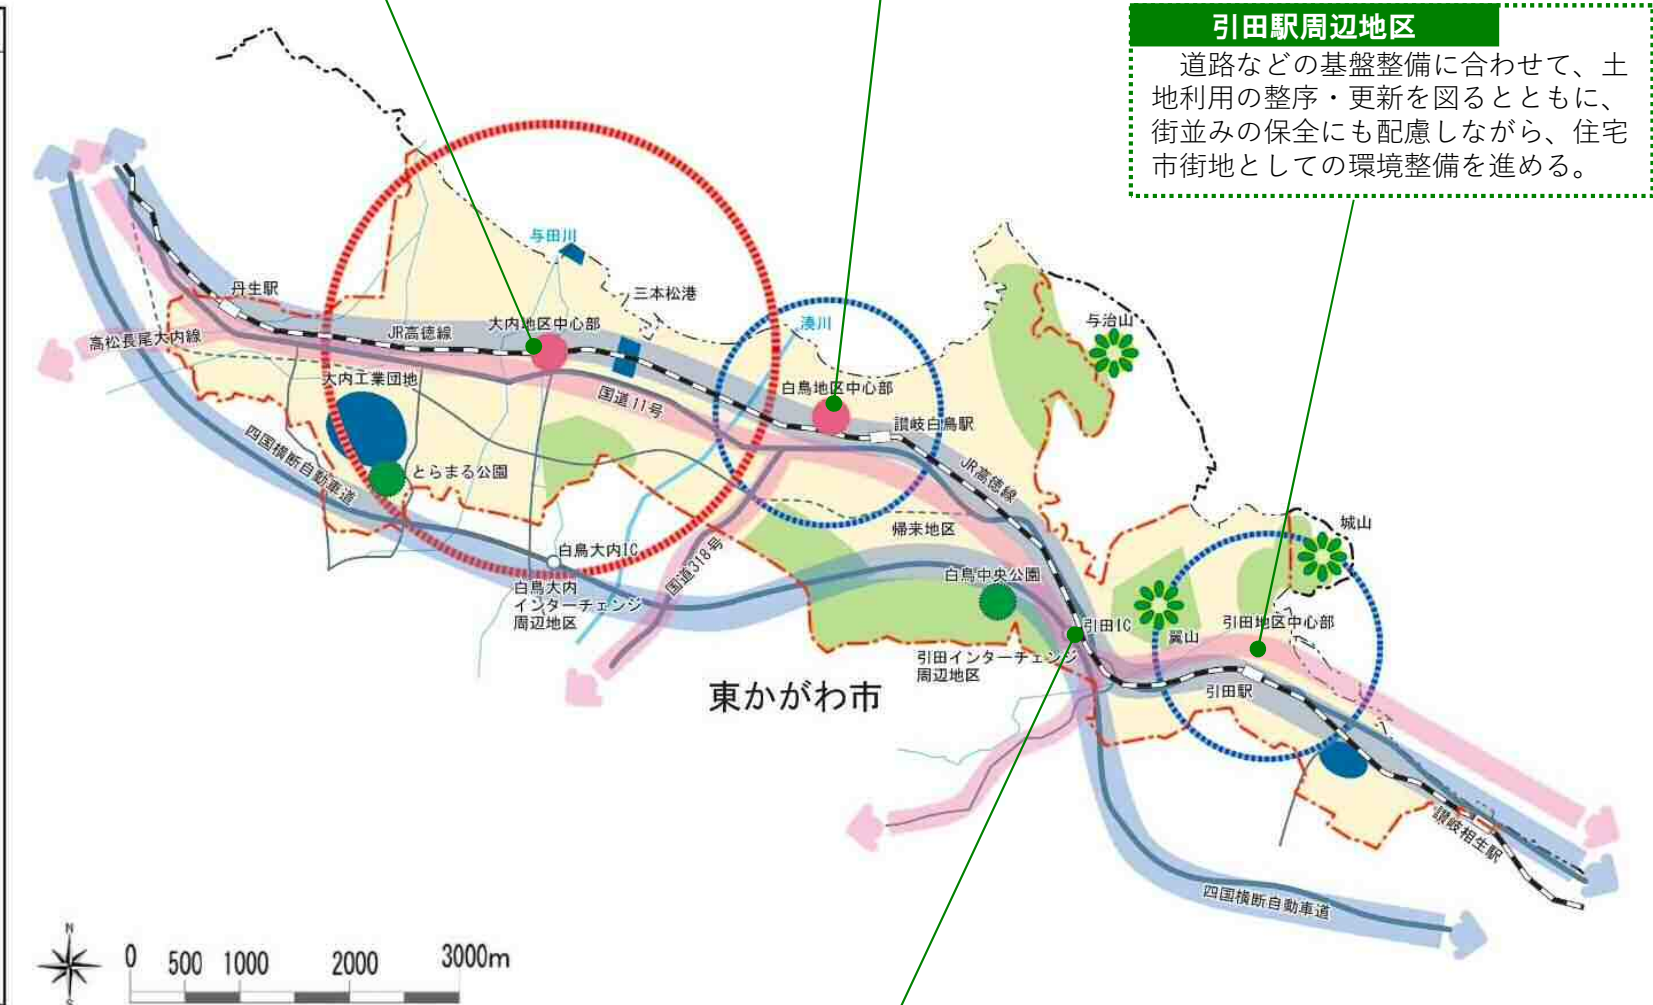 引田駅周辺地区
道路などの基盤整備に合わせて、土
地利用の整序・更新を図るとともに、
街並みの保全にも配慮しながら、住宅
市街地としての環境整備を進める。
与田川
三本松港
丹生駅
大内地区中心部
JR高徳線
高松長尾大内線
湊川
与治山
大内工業団地
国道11号
白鳥地区中心部
讃岐白鳥駅
四国横断自動車道
とらまる公園
JR高徳線
帰来地区
城山
白鳥大内IC
国道318号
白鳥中央公園
白鳥大内
インターチェンジ
周辺地区
引田IC
翼山
引田地区中心部
引田インターチェンジ
周辺地区
引田駅
東かがわ市
讃岐相生駅
四国横断自動車道
N
S
0 500 1000 2000 3000m